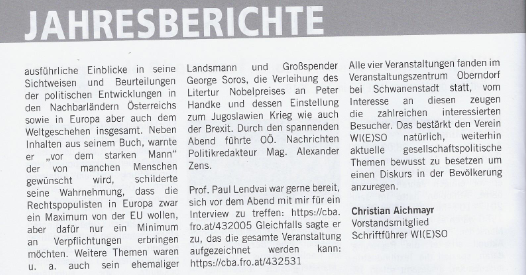 JAHRESBERICHTE
ausführliche Einblicke in seine
Sichtweisen und Beurteilungen
der politischen Entwicklungen in
den Nachbarländern Österreichs
sowie in Europa aber auch dem
Weltgeschehen insgesamt. Neben
Inhalten aus seinem Buch, warnte
er „vor dem starken Mann"
der von manchen Menschen
gewünscht wird, schilderte
seine Wahrnehmung, dass die
Rechtspopulisten in Europa zwar
ein Maximum von der EU wollen,
aber dafür nur ein Minimum
an Verpflichtungen erbringen
möchten. Weitere Themen waren
u. a. auch sein ehemaliger
Landsmann und Großspender
George Soros, die Verleihung des
Litertur Nobelpreises an Peter
Handke und dessen Einstellung
zum Jugoslawien Krieg wie auch
der Brexit. Durch den spannenden
Abend führte OÖ. Nachrichten
Politikredakteur Mag. Alexander
Zens.
Prof. Paul Lendvai war gerne bereit,
sich vor dem Abend mit mir für ein
Interview zu treffen: https://cba.
fro.at/432005 Gleichfalls sagte er
zu, das die gesamte Veranstaltung
aufgezeichnet werden kann:
https://cba.fro.at/432531
Alle vier Veranstaltungen fanden im
Veranstaltungszentrum Oberndorf
bei Schwanenstadt statt, vom
Interesse an diesen zeugen
die zahlreichen interessierten
Besucher. Das bestärkt den Verein
WI(E)SO natürlich, weiterhin
aktuelle gesellschaftspolitische
Themen bewusst zu besetzen um
einen Diskurs in der Bevölkerung
anzuregen.
Christian Aichmayr
Vorstandsmitglied
Schriftführer WI(E)SO